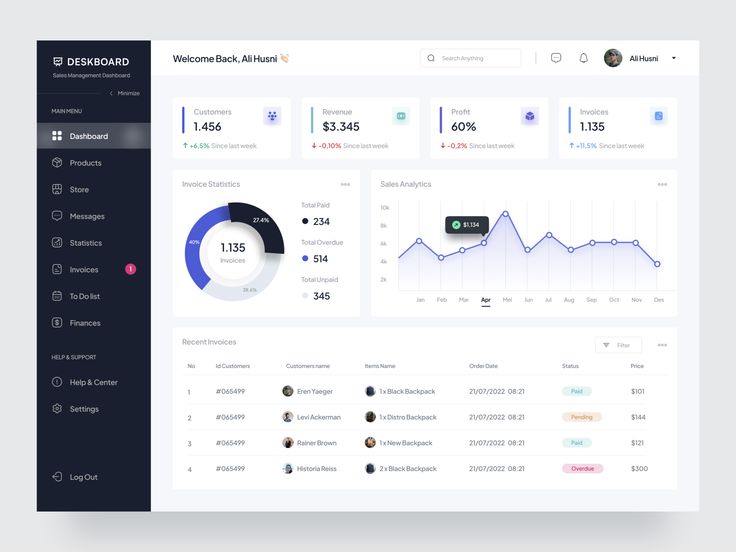 DESKBOARD
Sales Management Dashboard
Minimize
MAIN MENU
Dashboard
Products
Store
Messages
Statistics
Invoices 1
To Do list
Finances
HELP & SUPPORT
Help & Center
Settings
Log Out
Welcome Back, Ali Husni
Search Anything
Ali Husni
Customers
1.456
+6,5% Since last week
Revenue
$3.345
-0,10% Since last week
Profit
60%
-0,2% Since last week
Invoices
1.135
+11,5% Since last week
Invoice Statistics
27.4%
40%
38.6%
1.135
Invoices
Total Paid
234
Total Overdue
514
Total Unpaid
345
Sales Analytics
10k
8k
6k
4k
2k
$1,134
Jan Feb Mar Apr Mei Jun Jul Aug Sep Oct Nov Des
Recent Invoices
Filter
No Id Customers Customers name Items Name Order Date Status Price
1 #065499 Eren Yaeger 1 x Black Backpack 21/07/2022 08:21 Paid $101
2 #065499 Levi Ackerman 1 x Distro Backpack 21/07/2022 08:21 Pending $144
3 #065499 Rainer Brown 1 x New Backpack 21/07/2022 08:21 Paid $121
4 #065499 Historia Reiss 2 x Black Backpack 21/07/2022 08:21 Overdue $300